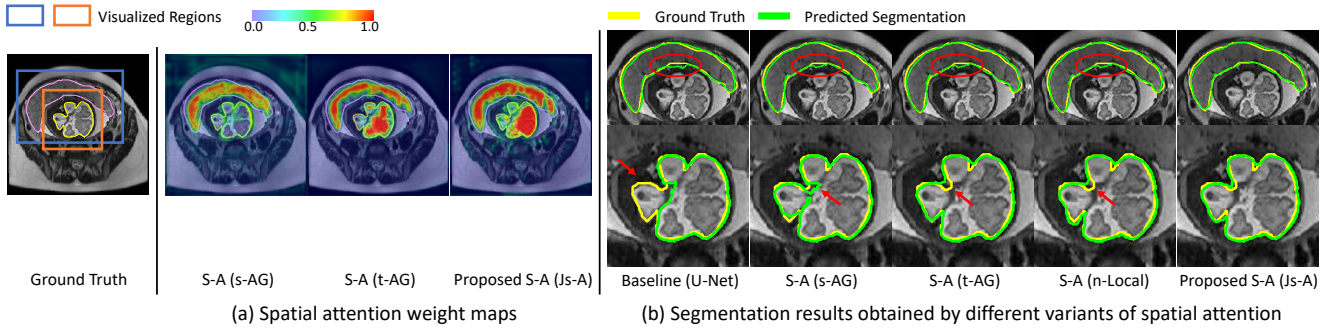 Visualized Regions
0.0 0.5 1.0
Ground Truth
S-A (s-AG)
S-A (t-AG)
Proposed S-A (Js-A)
(a) Spatial attention weight maps
Ground Truth
Predicted Segmentation
Baseline (U-Net)
S-A (s-AG)
S-A (t-AG)
S-A (n-Local)
Proposed S-A (Js-A)
(b) Segmentation results obtained by different variants of spatial attention